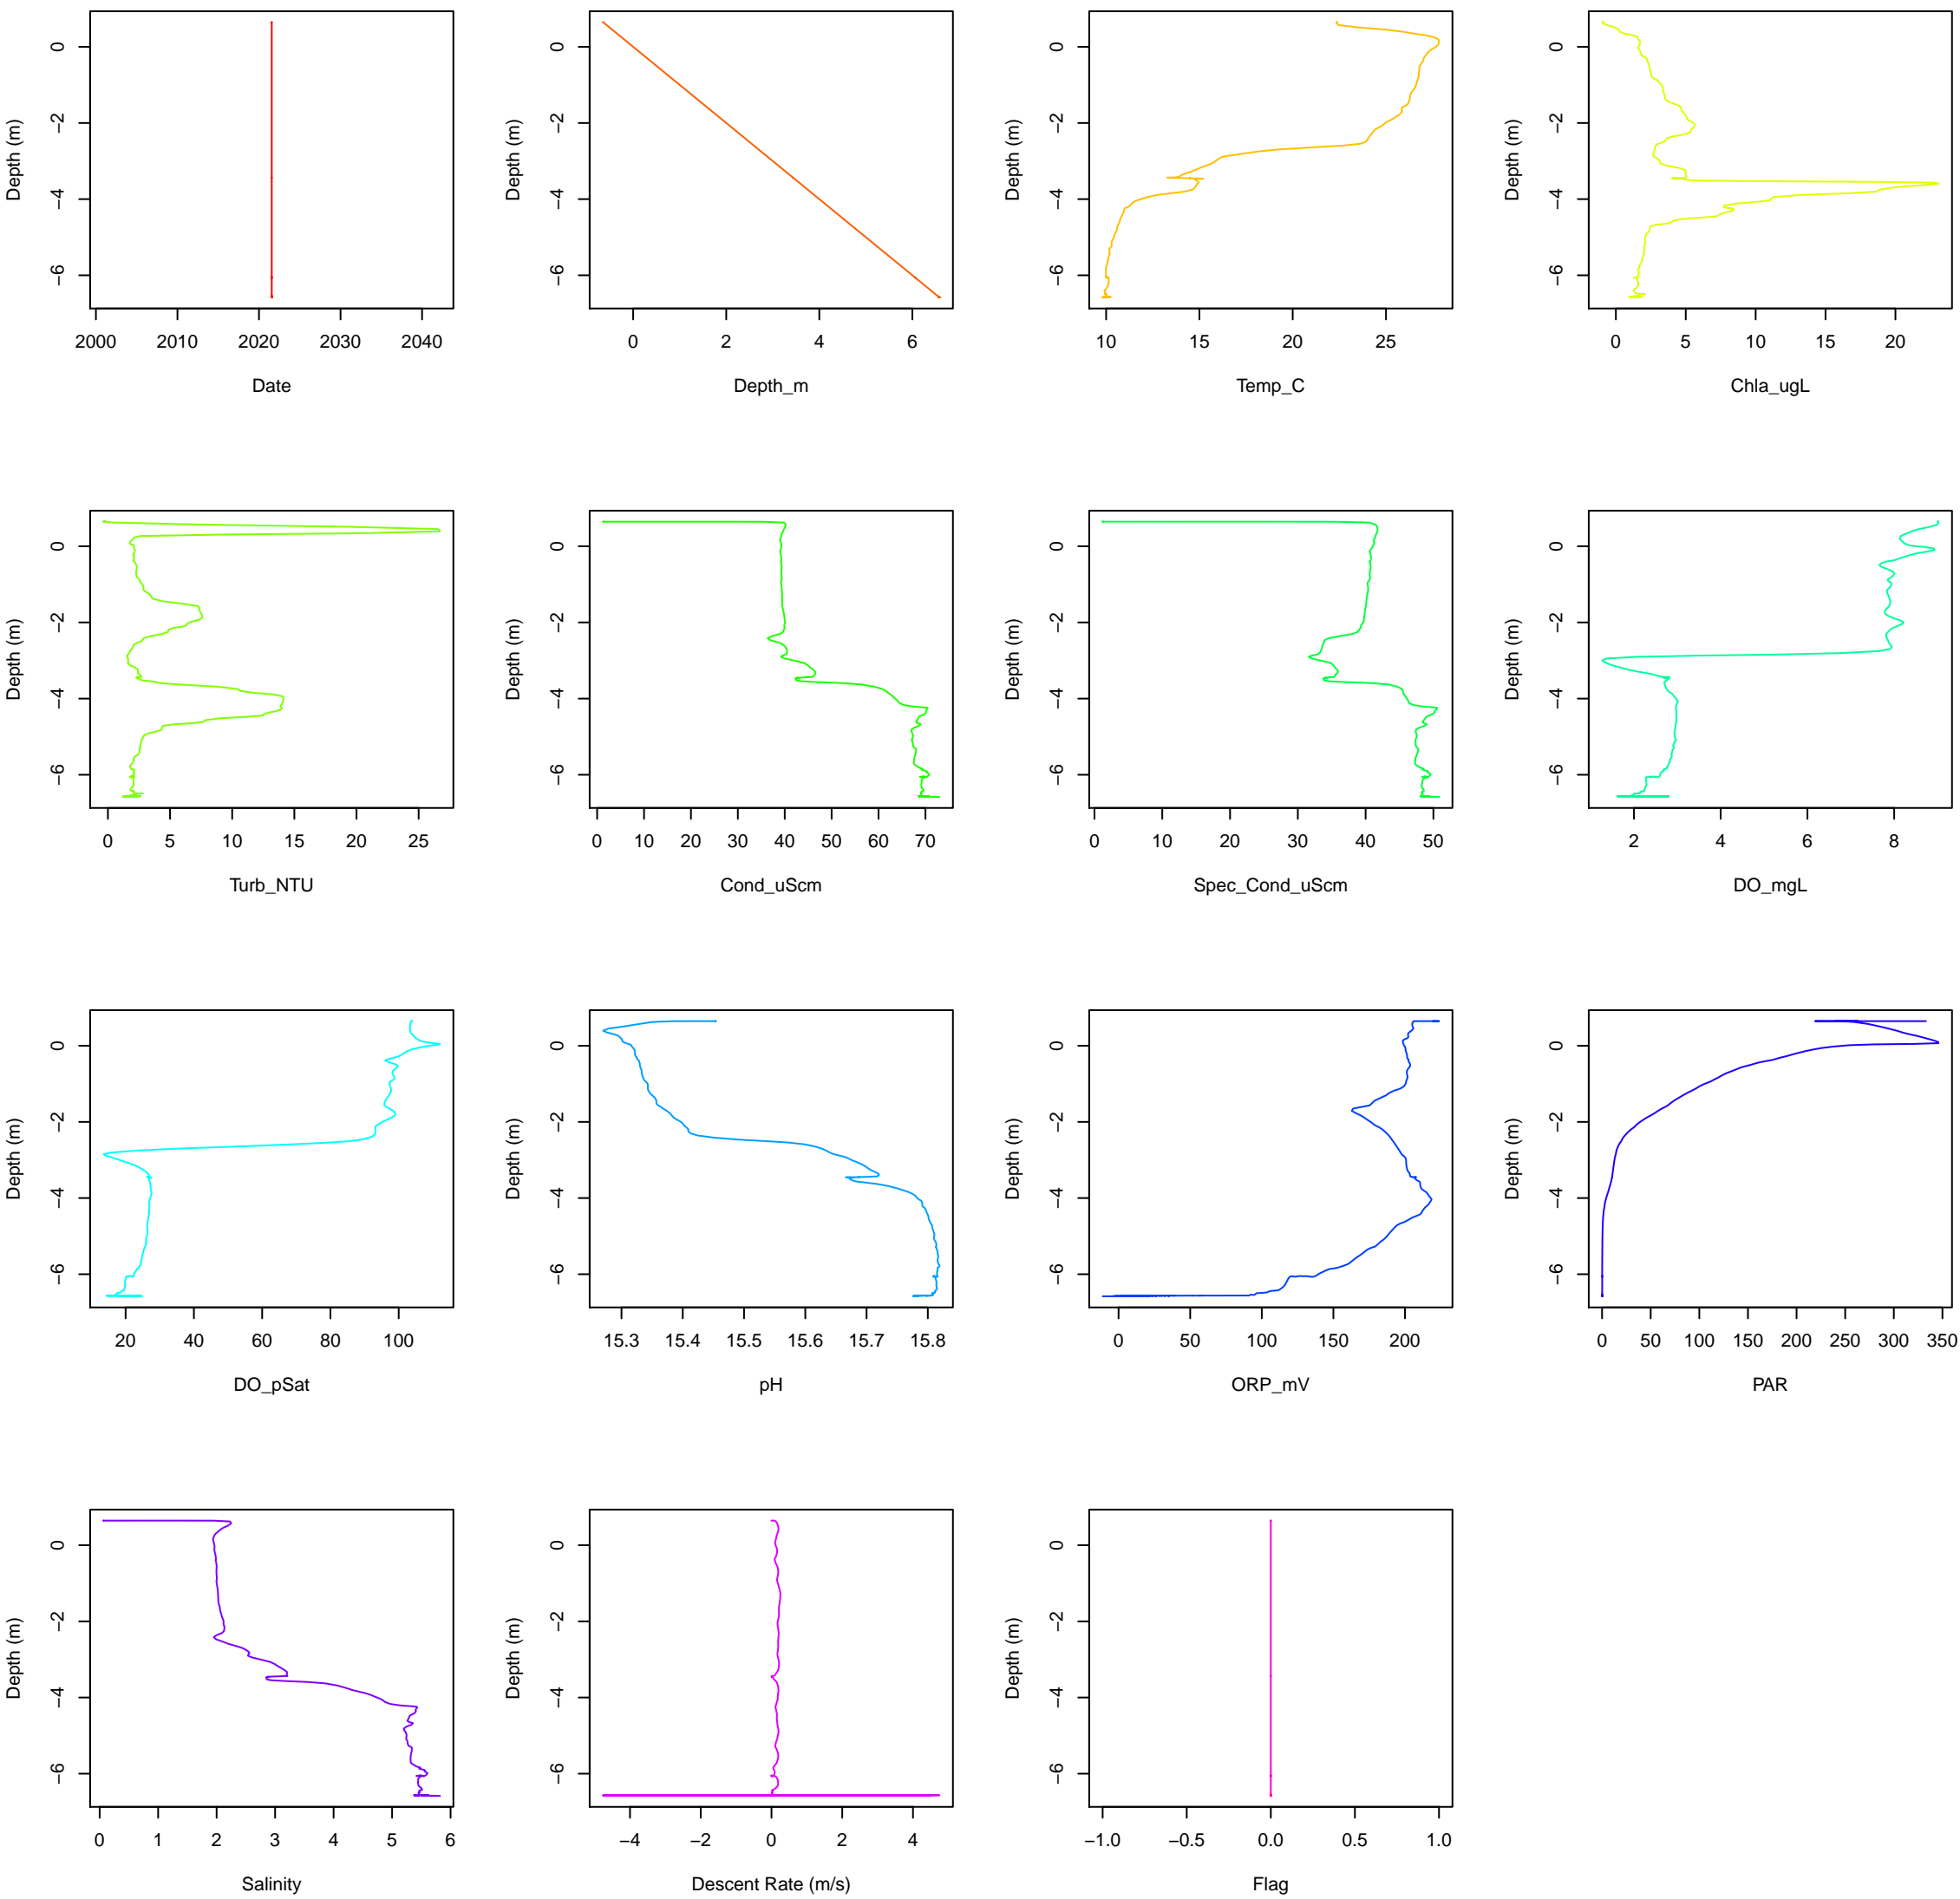 Depth (m)
0
−2
−4
−6
2000 2010 2020 2030 2040
Date
Depth (m)
0
−2
−4
−6
0 2 4 6
Depth_m
Depth (m)
0
−2
−4
−6
10 15 20 25
Temp_C
Depth (m)
0
−2
−4
−6
0 5 10 15 20
Chla_ugL
Depth (m)
0
−2
−4
−6
0 5 10 15 20 25
Turb_NTU
Depth (m)
0
−2
−4
−6
0 10 20 30 40 50 60 70
Cond_uScm
Depth (m)
0
−2
−4
−6
0 10 20 30 40 50
Spec_Cond_uScm
Depth (m)
0
−2
−4
−6
2 4 6 8
DO_mgL
Depth (m)
0
−2
−4
−6
20 40 60 80 100
DO_pSat
Depth (m)
0
−2
−4
−6
15.3 15.4 15.5 15.6 15.7 15.8
pH
Depth (m)
0
−2
−4
−6
0 50 100 150 200
ORP_mV
Depth (m)
0
−2
−4
−6
0 50 100 150 200 250 300 350
PAR
Depth (m)
0
−2
−4
−6
0 1 2 3 4 5 6
Salinity
Depth (m)
0
−2
−4
−6
−4 −2 0 2 4
Descent Rate (m/s)
Depth (m)
0
−2
−4
−6
−1.0 −0.5 0.0 0.5 1.0
Flag